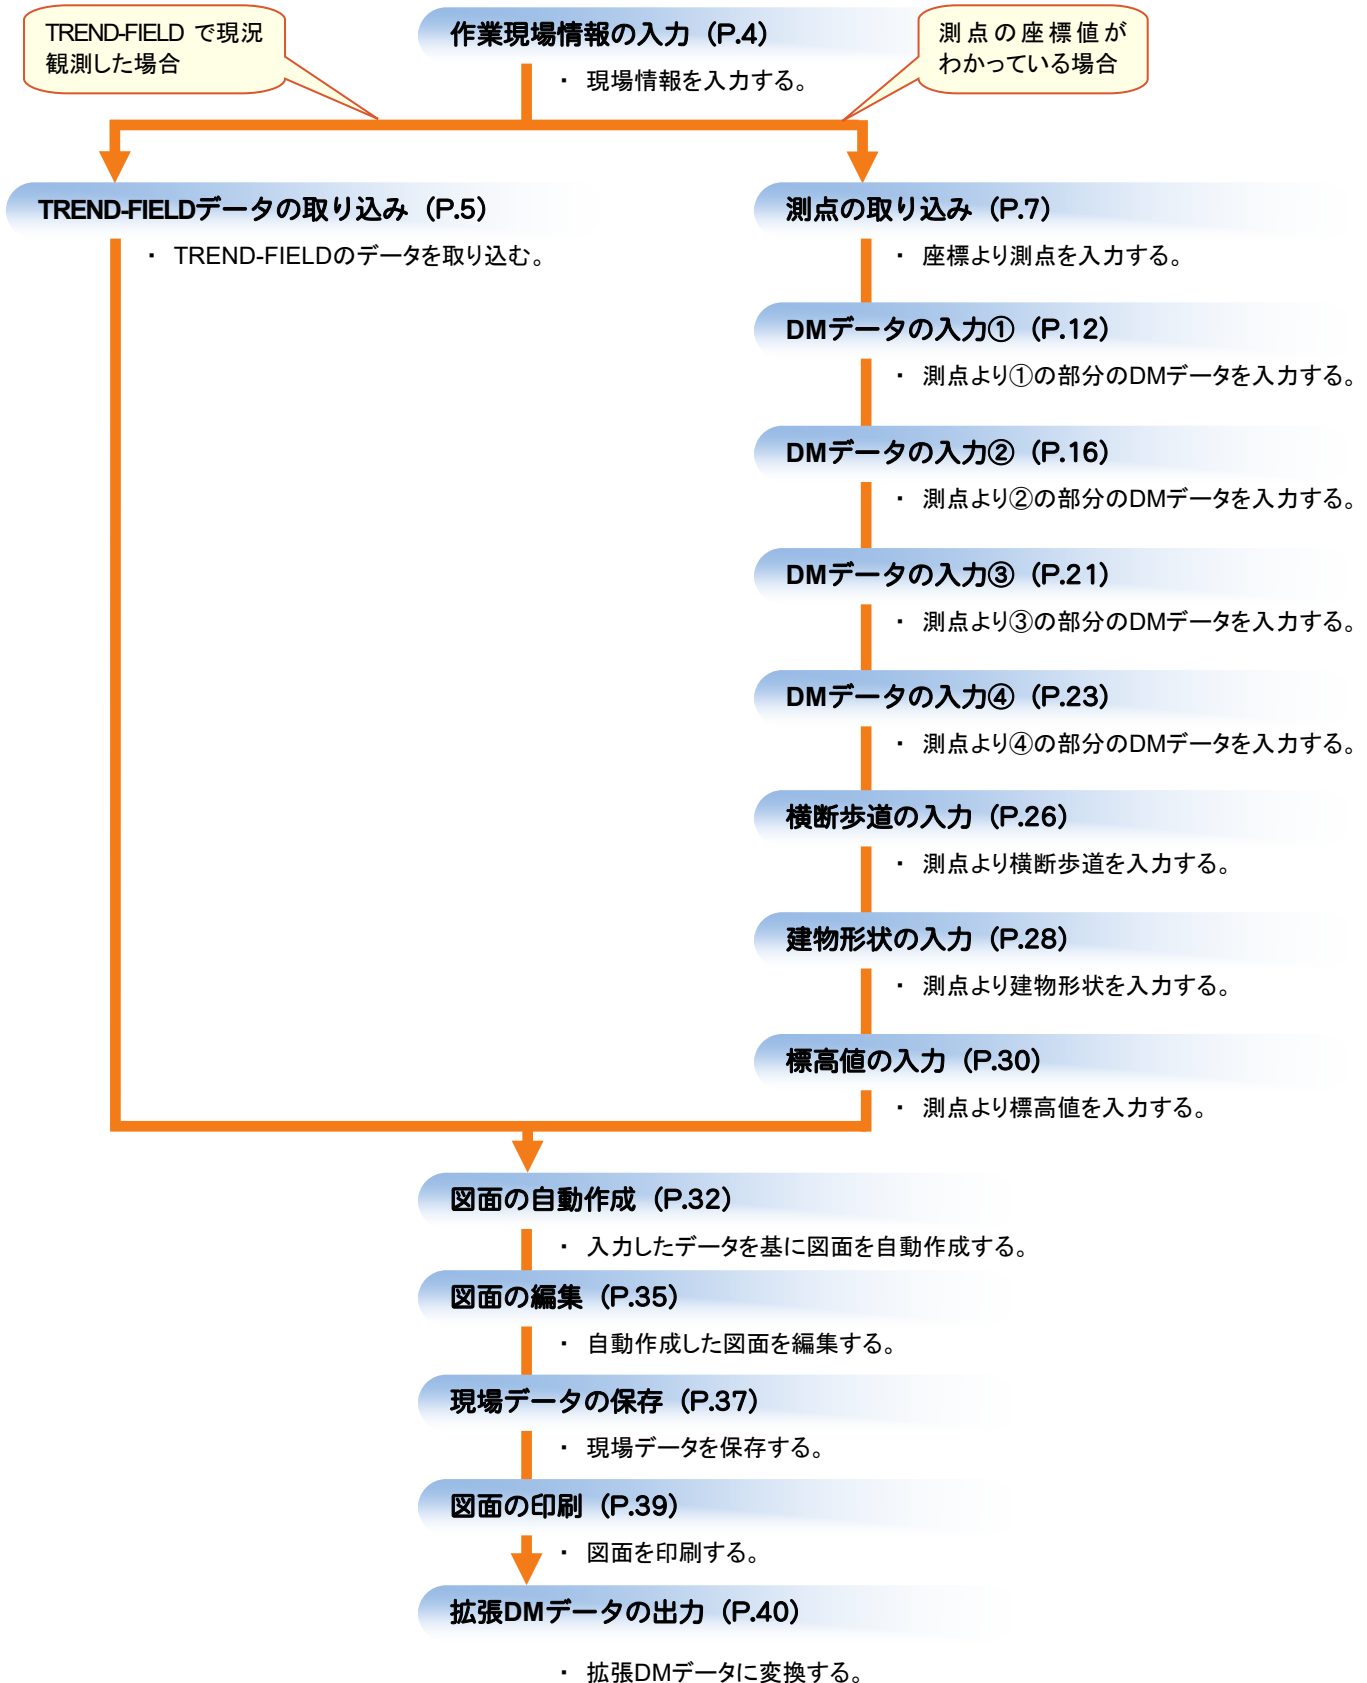 TREND-FIELD で現況
観測した場合
作業現場情報の入力（P.4）
・ 現場情報を入力する。
測点の座標値が
わかっている場合
TREND-FIELDデータの取り込み（P.5）
・ TREND-FIELDのデータを取り込む。
測点の取り込み（P.7）
・ 座標より測点を入力する。
DMデータの入力①（P.12）
・ 測点より①の部分のDMデータを入力する。
DMデータの入力②（P.16）
・ 測点より②の部分のDMデータを入力する。
DMデータの入力③（P.21）
・ 測点より③の部分のDMデータを入力する。
DMデータの入力④（P.23）
・ 測点より④の部分のDMデータを入力する。
横断歩道の入力（P.26）
・ 測点より横断歩道を入力する。
建物形状の入力（P.28）
・ 測点より建物形状を入力する。
標高値の入力（P.30）
・ 測点より標高値を入力する。
図面の自動作成（P.32）
・ 入力したデータを基に図面を自動作成する。
図面の編集（P.35）
・ 自動作成した図面を編集する。
現場データの保存（P.37）
・ 現場データを保存する。
図面の印刷（P.39）
・ 図面を印刷する。
拡張DMデータの出力（P.40）
・ 拡張DMデータに変換する。